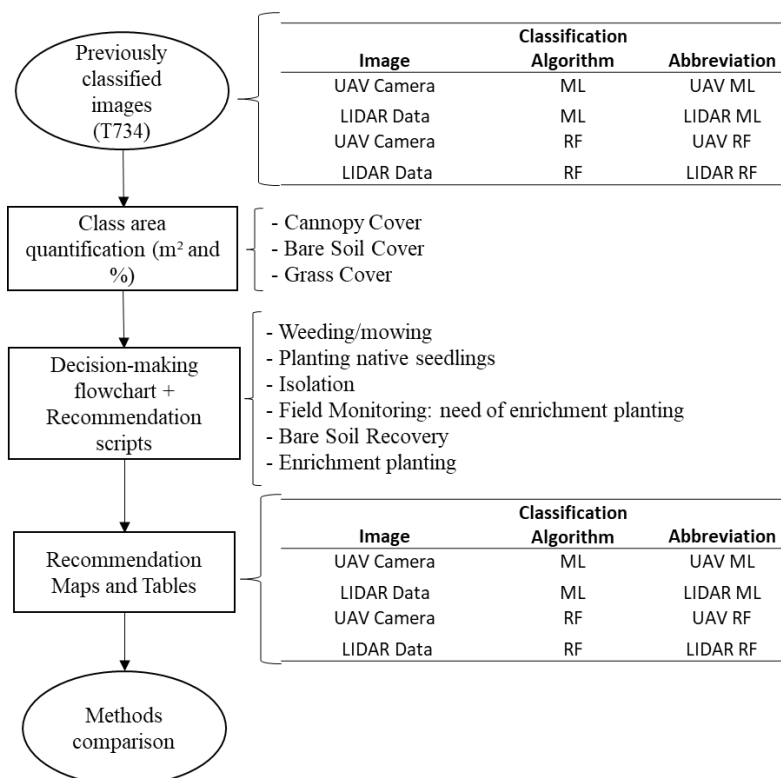 Previously
classified
images
(T734)
Classification
Image Algorithm Abbreviation
UAV Camera ML UAV ML
LIDAR Data ML LIDAR ML
UAV Camera RF UAV RF
LIDAR Data RF LIDAR RF
Class area
quantification (m² and
%)
- Cannopy Cover
- Bare Soil Cover
- Grass Cover
Decision-making
flowchart +
Recommendation
scripts
- Weeding/mowing
- Planting native seedlings
- Isolation
- Field Monitoring: need of enrichment planting
- Bare Soil Recovery
- Enrichment planting
Recommendation
Maps and Tables
Classification
Image Algorithm Abbreviation
UAV Camera ML UAV ML
LIDAR Data ML LIDAR ML
UAV Camera RF UAV RF
LIDAR Data RF LIDAR RF
Methods
comparison